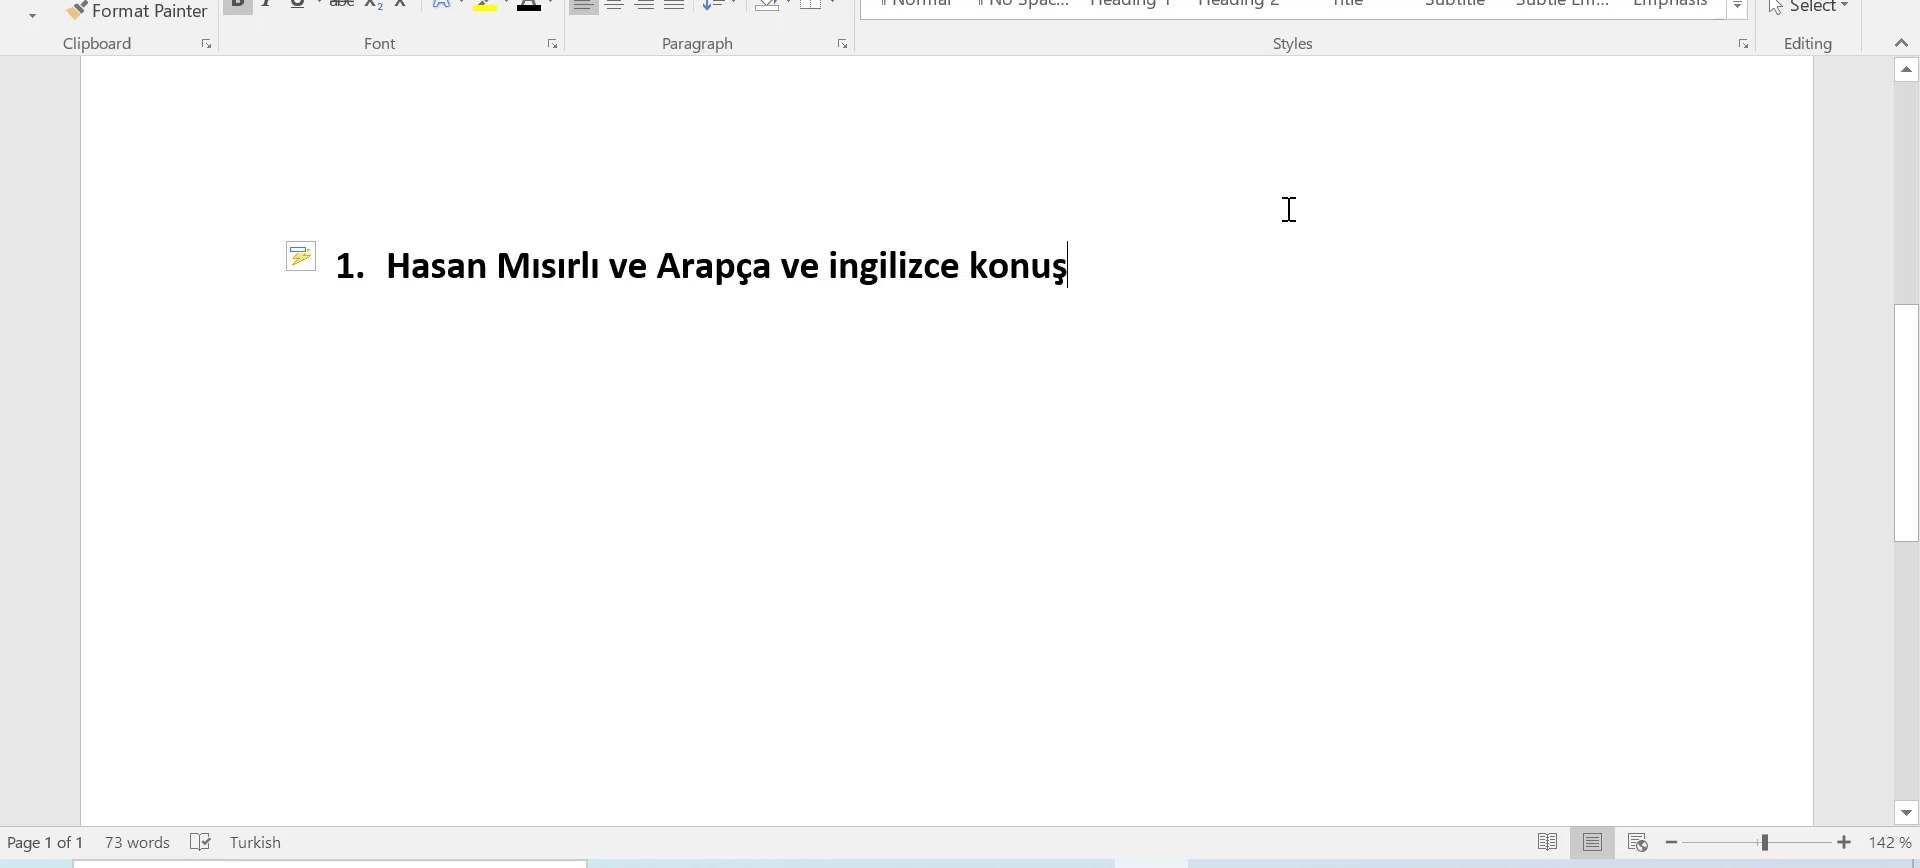 Format Painter
Select
Clipboard
Font
Paragraph
Styles
Editing
1. Hasan Mısırlı ve Arapça ve ingilizce konuş
Page 1 of 1 73 words Turkish 142 %